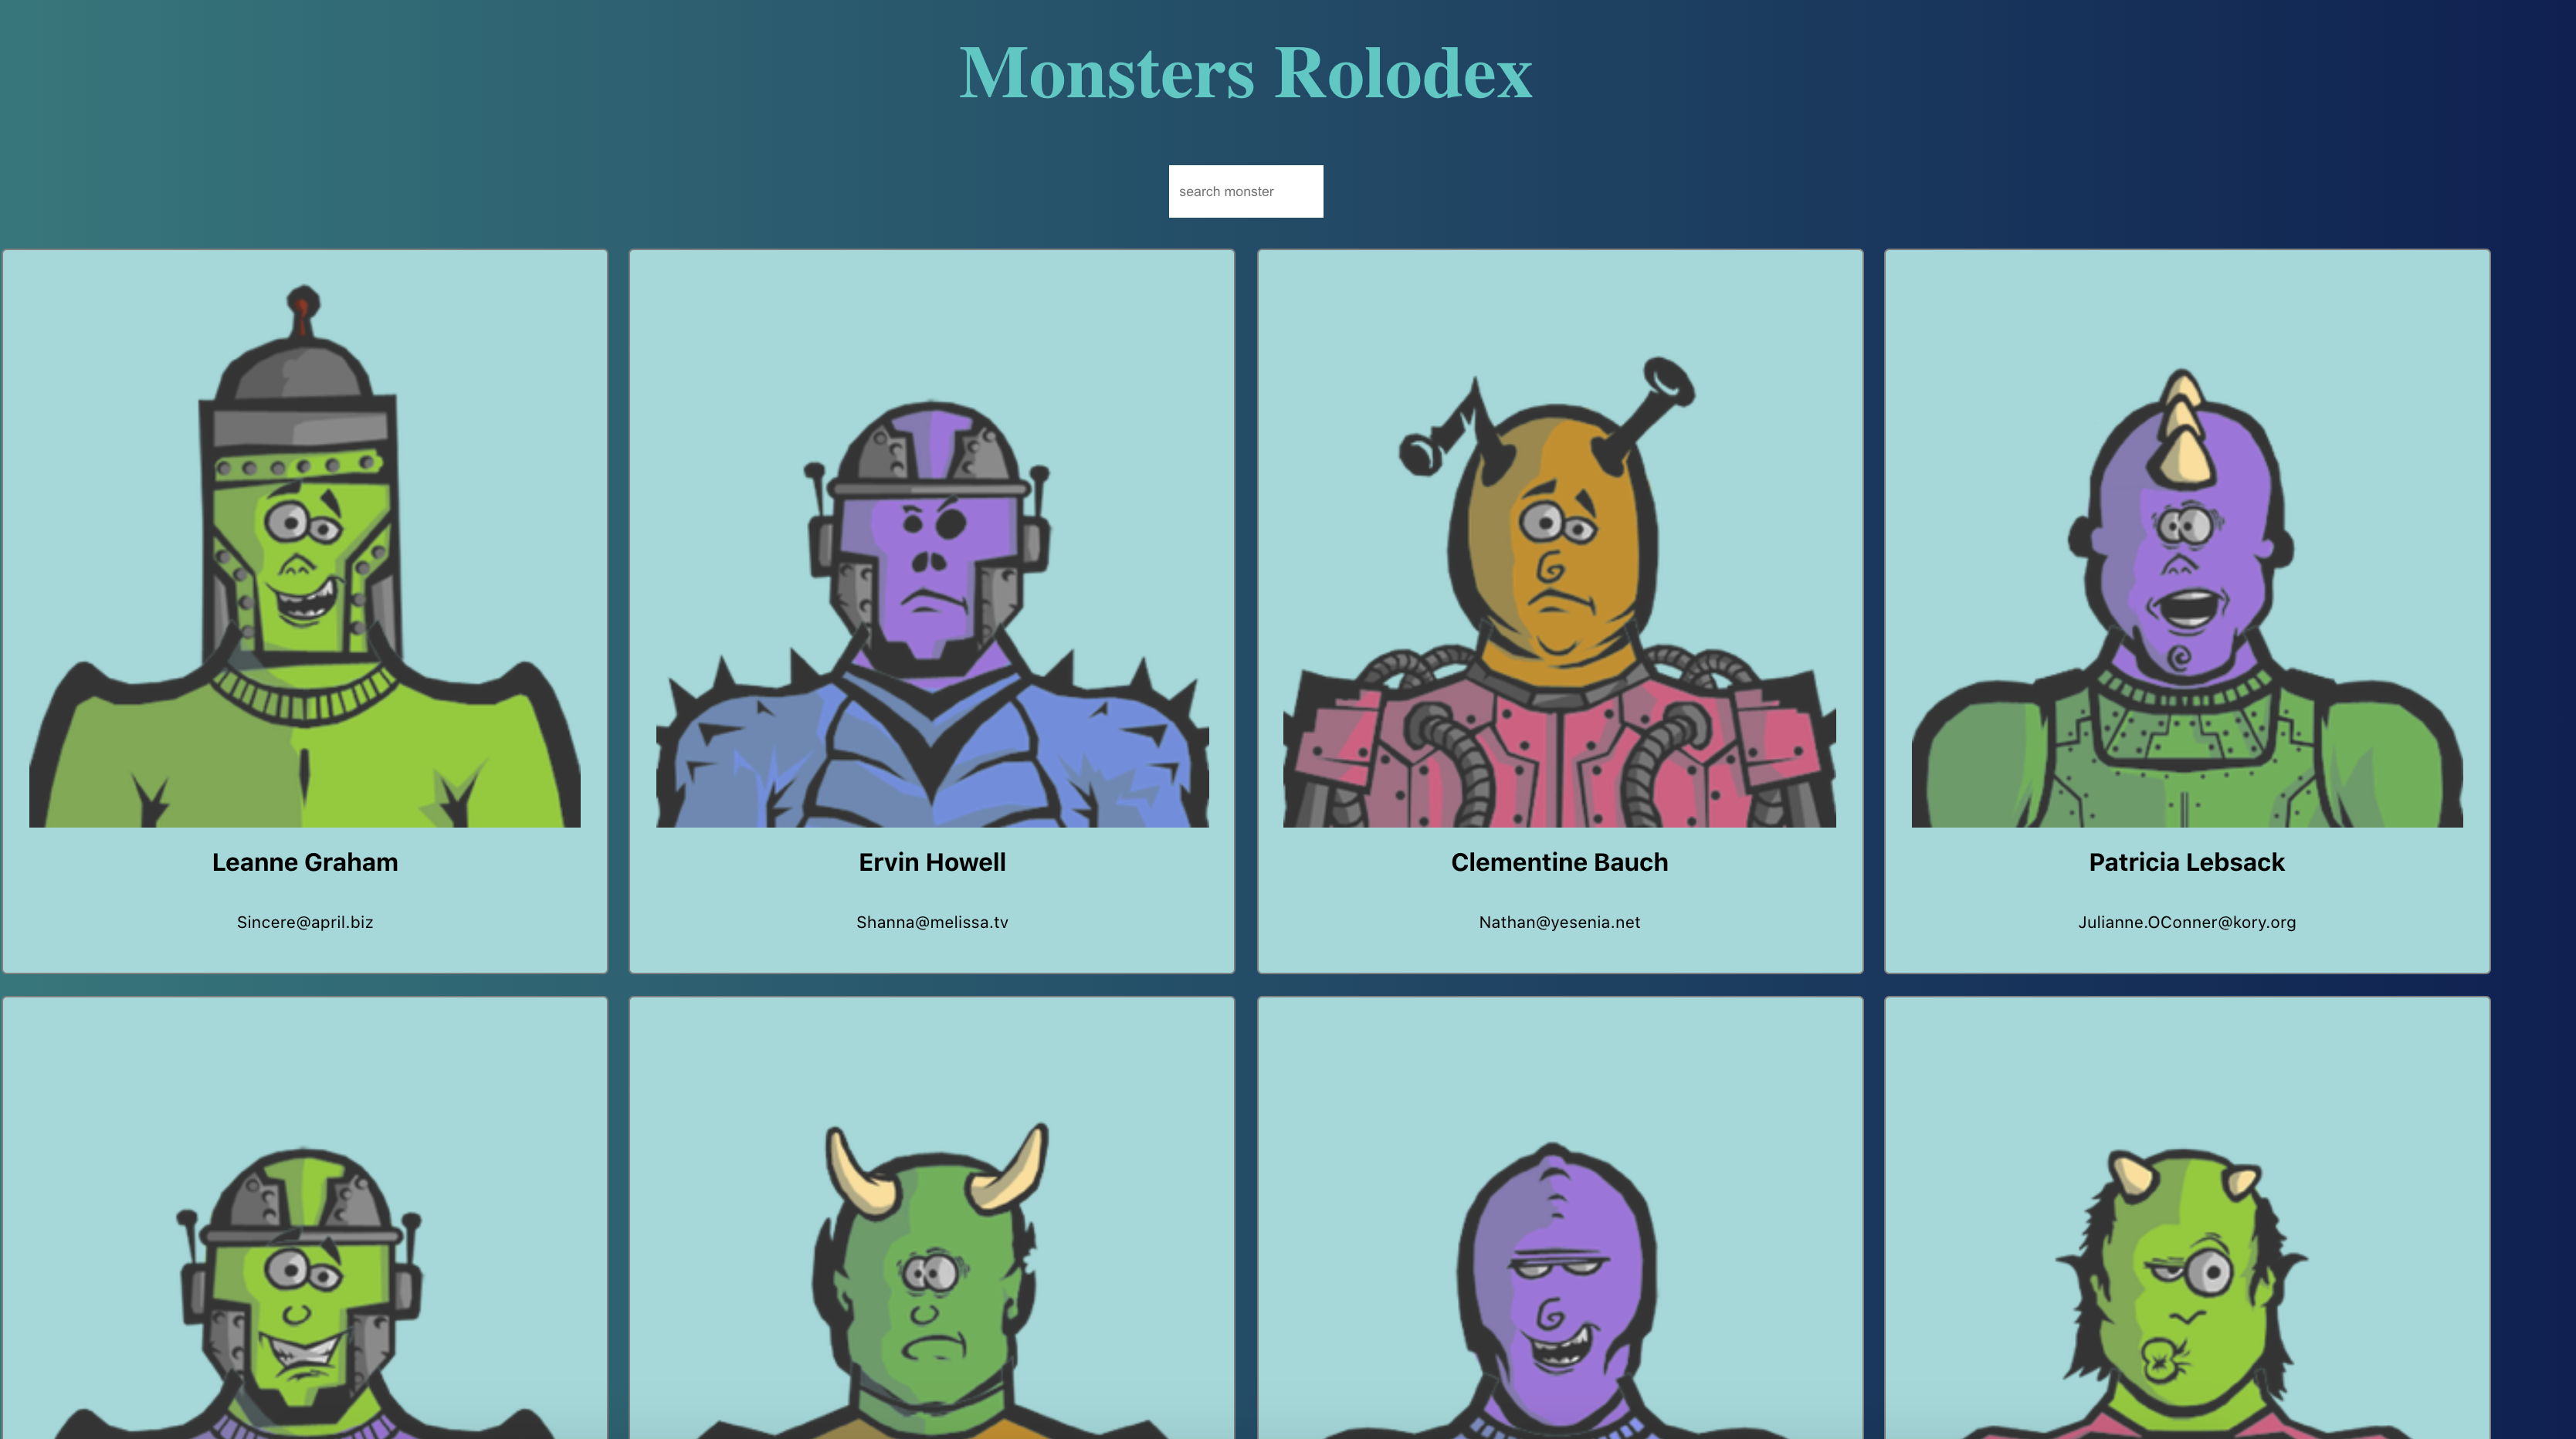 Monsters Rolodex
search monster
Leanne Graham
Sincere@april.biz
Ervin Howell
Shanna@melissa.tv
Clementine Bauch
Nathan@yesenia.net
Patricia Lebsack
Julianne.OConner@kory.org